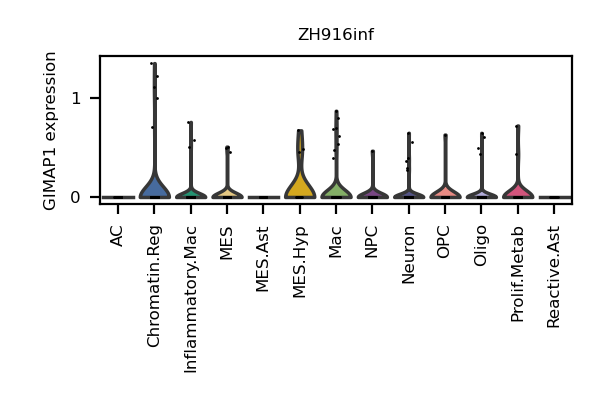 ZH916inf
GIMAP1 expression
1
0
AC
Chromatin.Reg
Inflammatory.Mac
MES
MES.Ast
MES.Hyp
Mac
NPC
Neuron
OPC
Oligo
Prolif.Metab
Reactive.Ast